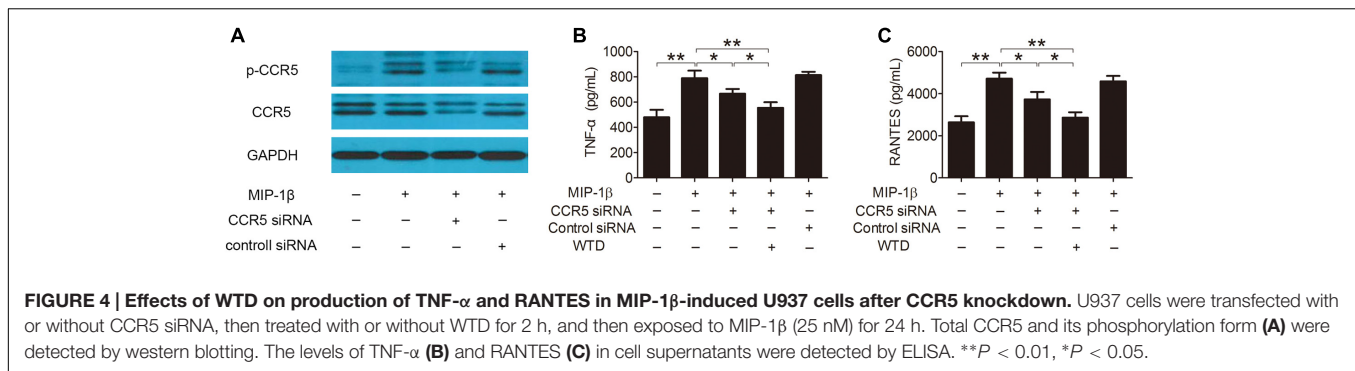 A
p-CCR5
CCR5
GAPDH
MIP-1β – + + +
CCR5 siRNA – – + –
controll siRNA – – – +
B
** 
** * *
TNF-α (pg/mL)
1000
800
600
400
200
0
MIP-1β – + + + +
CCR5 siRNA – – + + –
Control siRNA – – – – +
WTD – – – + –
C
**
** * *
RANTES (pg/mL)
6000
4000
2000
0
MIP-1β – + + + +
CCR5 siRNA – – + + –
Control siRNA – – – – +
WTD – – – + –
FIGURE 4 | Effects of WTD on production of TNF-α and RANTES in MIP-1β-induced U937 cells after CCR5 knockdown. U937 cells were transfected with
or without CCR5 siRNA, then treated with or without WTD for 2 h, and then exposed to MIP-1β (25 nM) for 24 h. Total CCR5 and its phosphorylation form (A) were
detected by western blotting. The levels of TNF-α (B) and RANTES (C) in cell supernatants were detected by ELISA. **P < 0.01, *P < 0.05.